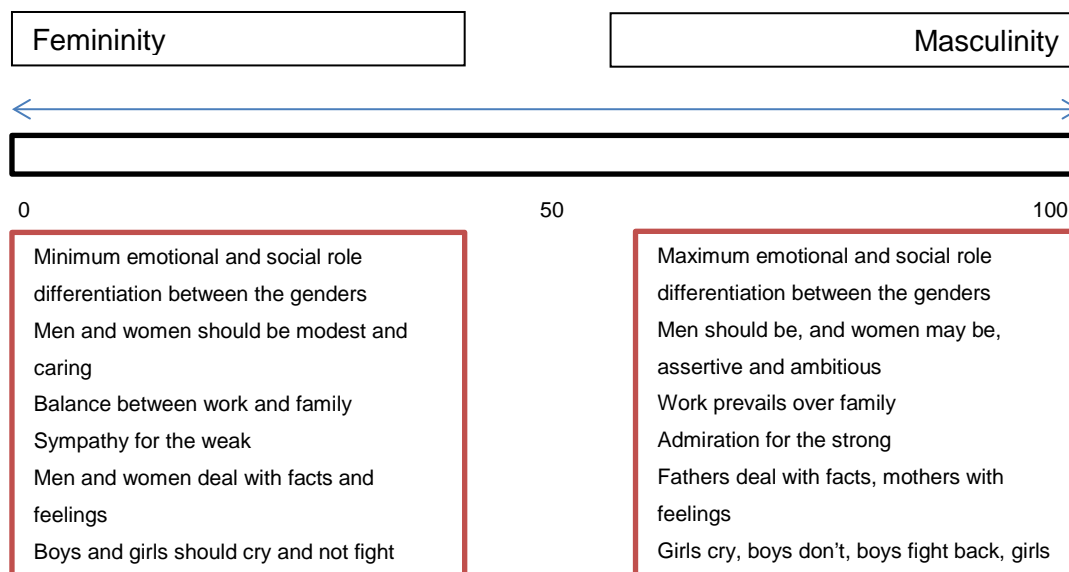 Femininity
Masculinity
0
50
100
Minimum emotional and social role
differentiation between the genders
Men and women should be modest and
caring
Balance between work and family
Sympathy for the weak
Men and women deal with facts and
feelings
Boys and girls should cry and not fight
Maximum emotional and social role
differentiation between the genders
Men should be, and women may be,
assertive and ambitious
Work prevails over family
Admiration for the strong
Fathers deal with facts, mothers with
feelings
Girls cry, boys don't, boys fight back, girls